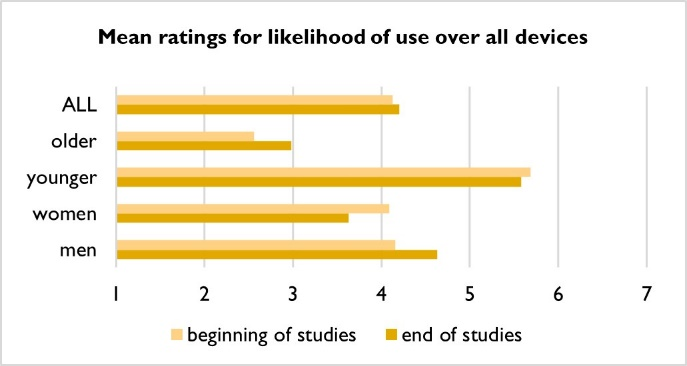 Mean ratings for likelihood of use over all devices
ALL
older
younger
women
men
1 2 3 4 5 6 7
beginning of studies end of studies